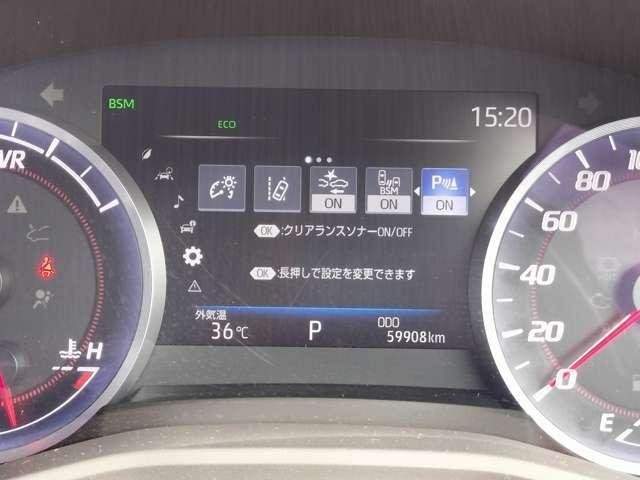 BSM
ECO
15:20
VR
ON
BSM
ON
P
ON
OK :クリアランスソナーON/OFF
OK :長押しで設定を変更できます
外気温
36℃
P
ODO
59908km
H
80
60
40
20
0
E